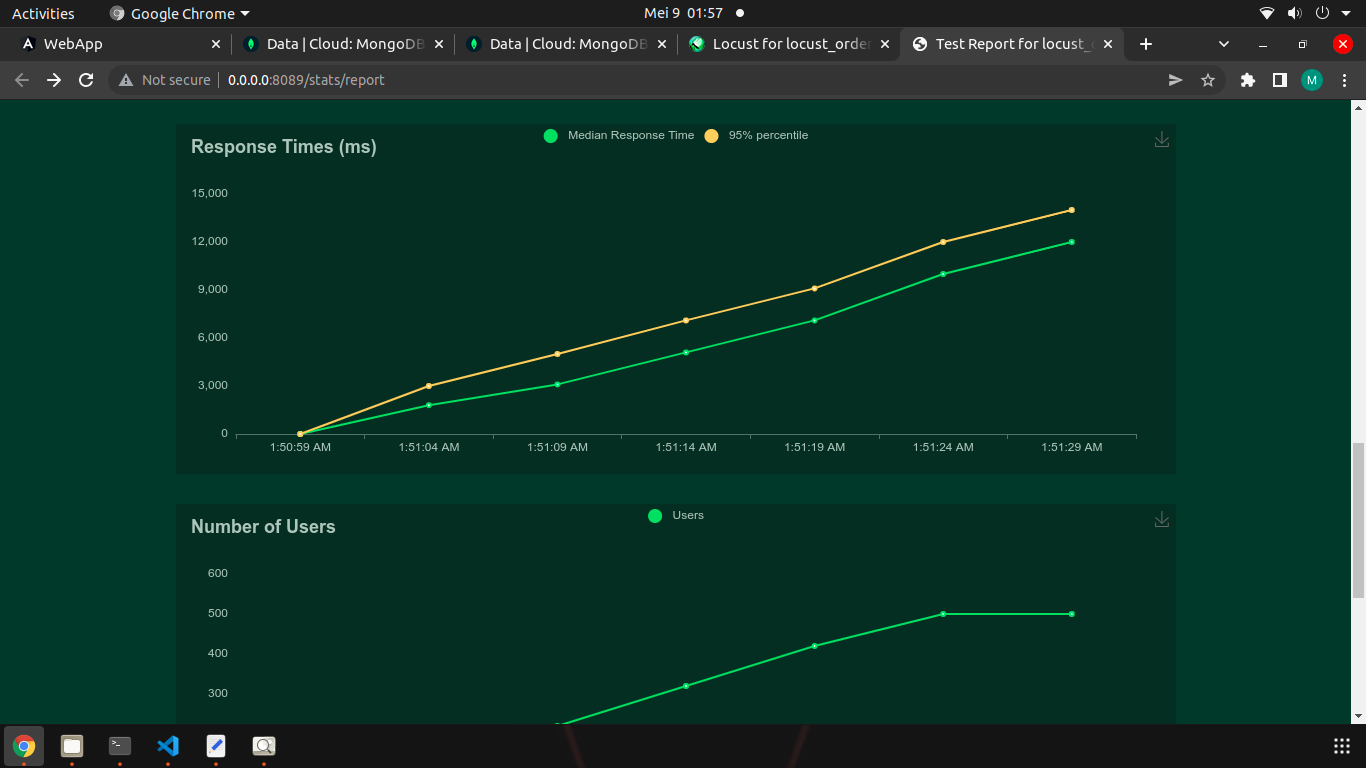 Activities
Google Chrome
Mei 9 01:57
WebApp
Data | Cloud: MongoDB
Data | Cloud: MongoDB
Locust for locust_orde
Test Report for locust_
Not secure
0.0.0.0:8089/stats/report
M
Response Times (ms)
Median Response Time
95% percentile
15,000
12,000
9,000
6,000
3,000
0
1:50:59 AM
1:51:04 AM
1:51:09 AM
1:51:14 AM
1:51:19 AM
1:51:24 AM
1:51:29 AM
Number of Users
Users
600
500
400
300